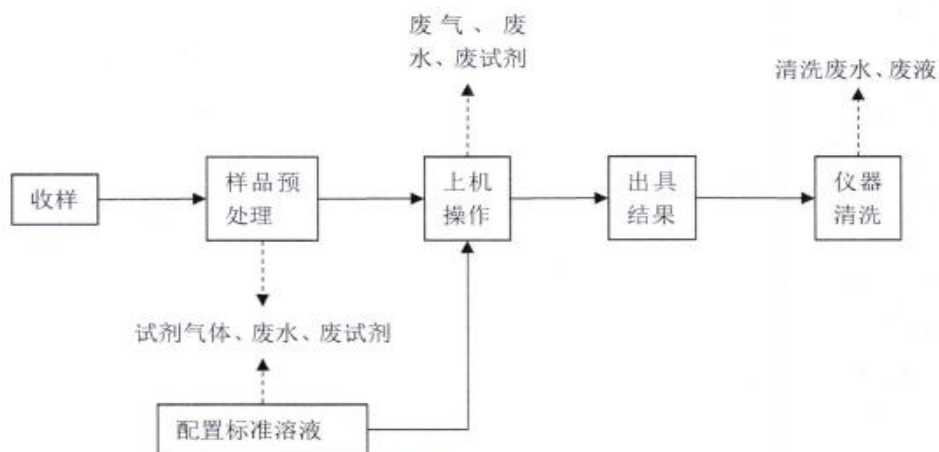 废气、废
水、废试剂
清洗废水、废液
收样
样品预
处理
上机
操作
出具
结果
仪器
清洗
试剂气体、废水、废试剂
配置标准溶液